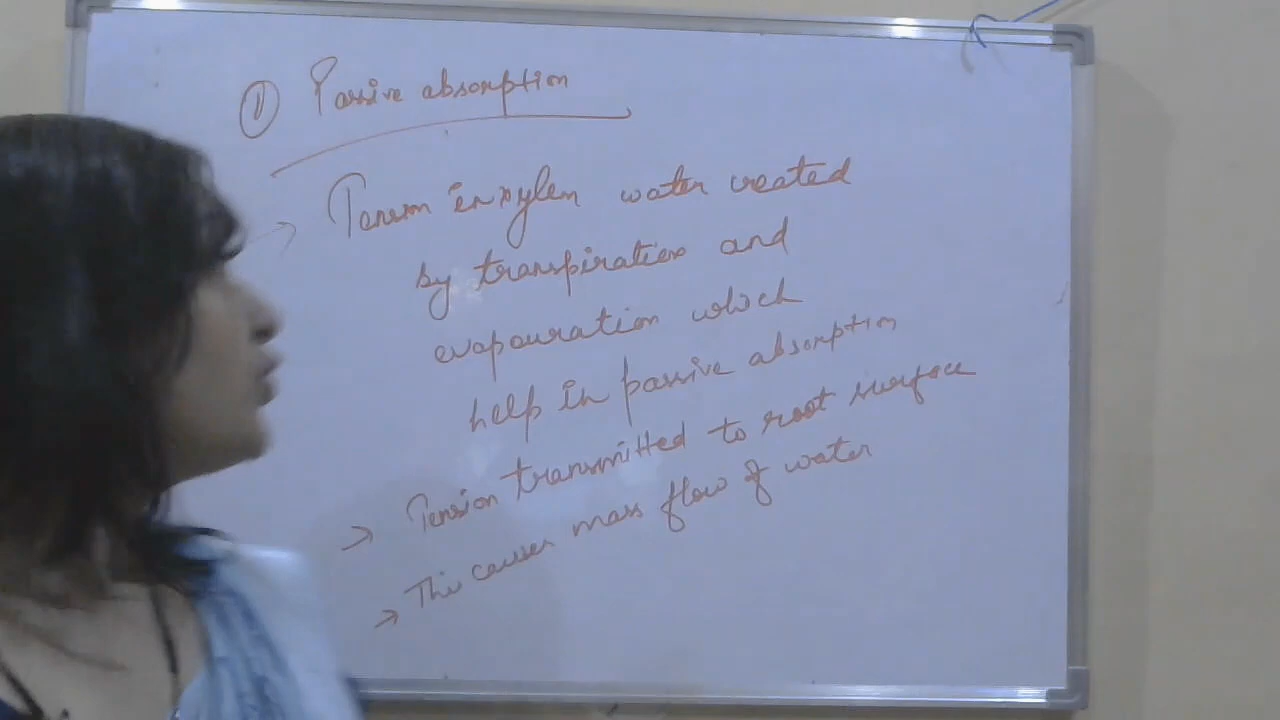 ① Passive absorption
→ Tension in xylem water created
by transpiration and
evapouration which
help in passive absorption
→ Tension transmitted to root surface
→ This causes mass flow of water